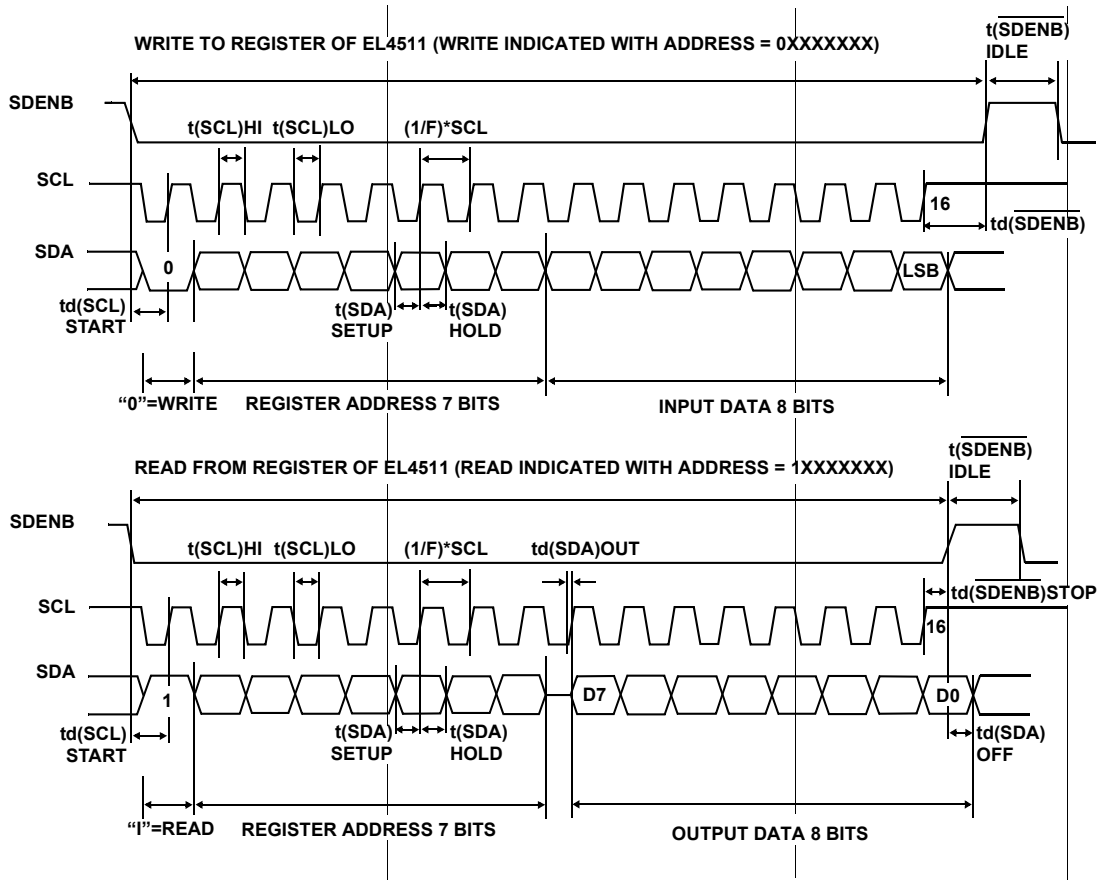 WRITE TO REGISTER OF EL4511 (WRITE INDICATED WITH ADDRESS = 0XXXXXXX)
t(SDENB)
IDLE
SDENB
t(SCL)HI t(SCL)LO (1/F)*SCL
SCL
16
td(SDENB)
SDA
0
LSB
td(SCL)
START
t(SDA)
SETUP
t(SDA)
HOLD
“0”=WRITE REGISTER ADDRESS 7 BITS INPUT DATA 8 BITS
READ FROM REGISTER OF EL4511 (READ INDICATED WITH ADDRESS = 1XXXXXXX)
t(SDENB)
IDLE
SDENB
t(SCL)HI t(SCL)LO (1/F)*SCL td(SDA)OUT
td(SDENB)STOP
SCL
16
SDA
1 D7 D0
td(SCL)
START
t(SDA)
SETUP
t(SDA)
HOLD
td(SDA)
OFF
“I”=READ REGISTER ADDRESS 7 BITS OUTPUT DATA 8 BITS